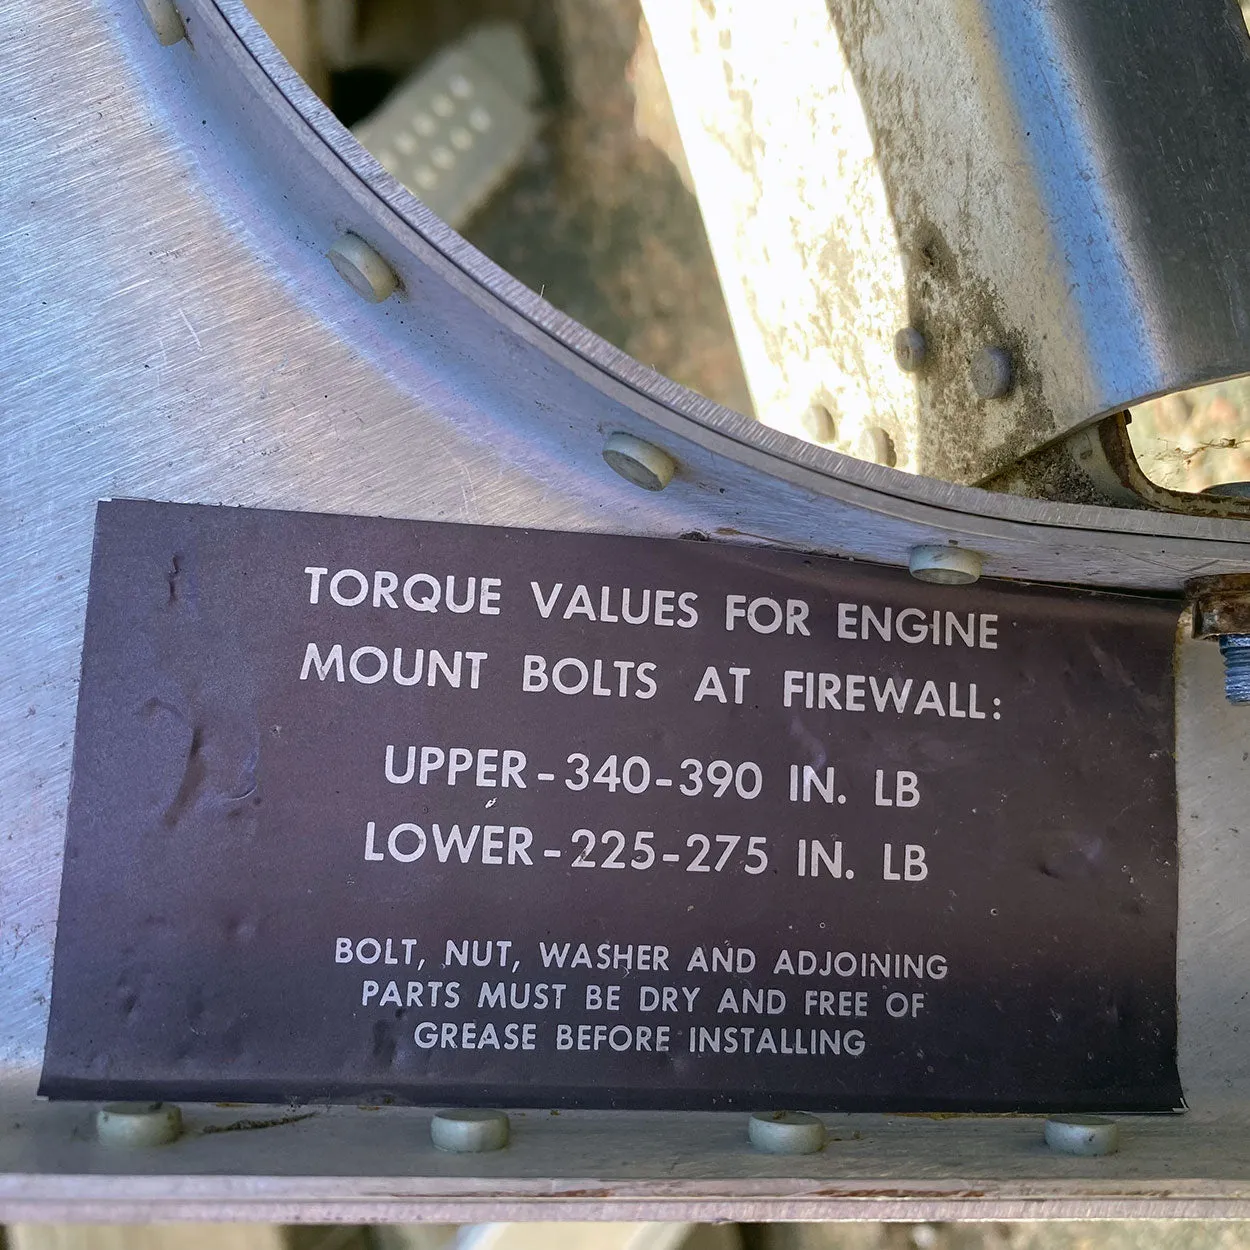 TORQUE VALUES FOR ENGINE
MOUNT BOLTS AT FIREWALL:
UPPER-340-390 IN. LB
LOWER-225-275 IN. LB
BOLT, NUT, WASHER AND ADJOINING
PARTS MUST BE DRY AND FREE OF
GREASE BEFORE INSTALLING